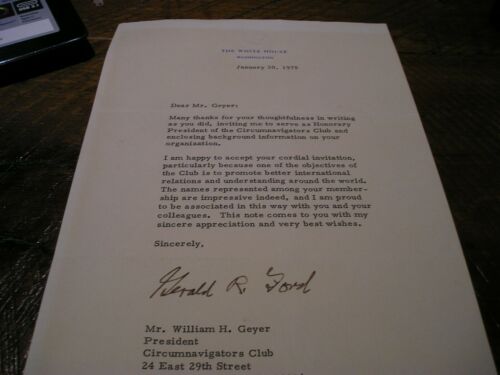 THE WHITE HOUSE
WASHINGTON
January 20, 1975
Dear Mr. Geyer:
Many thanks for your thoughtfulness in writing
as you did, inviting me to serve as Honorary
President of the Circumnavigators Club and
enclosing background information on your
organization.
I am happy to accept your cordial invitation,
particularly because one of the objectives of
the Club is to promote better international
relations and understanding around the world.
The names represented among your member-
ship are impressive indeed, and I am proud
to be associated in this way with you and your
colleagues. This note comes to you with my
sincere appreciation and very best wishes.
Sincerely,
Gerald R. Ford
Mr. William H. Geyer
President
Circumnavigators Club
24 East 29th Street